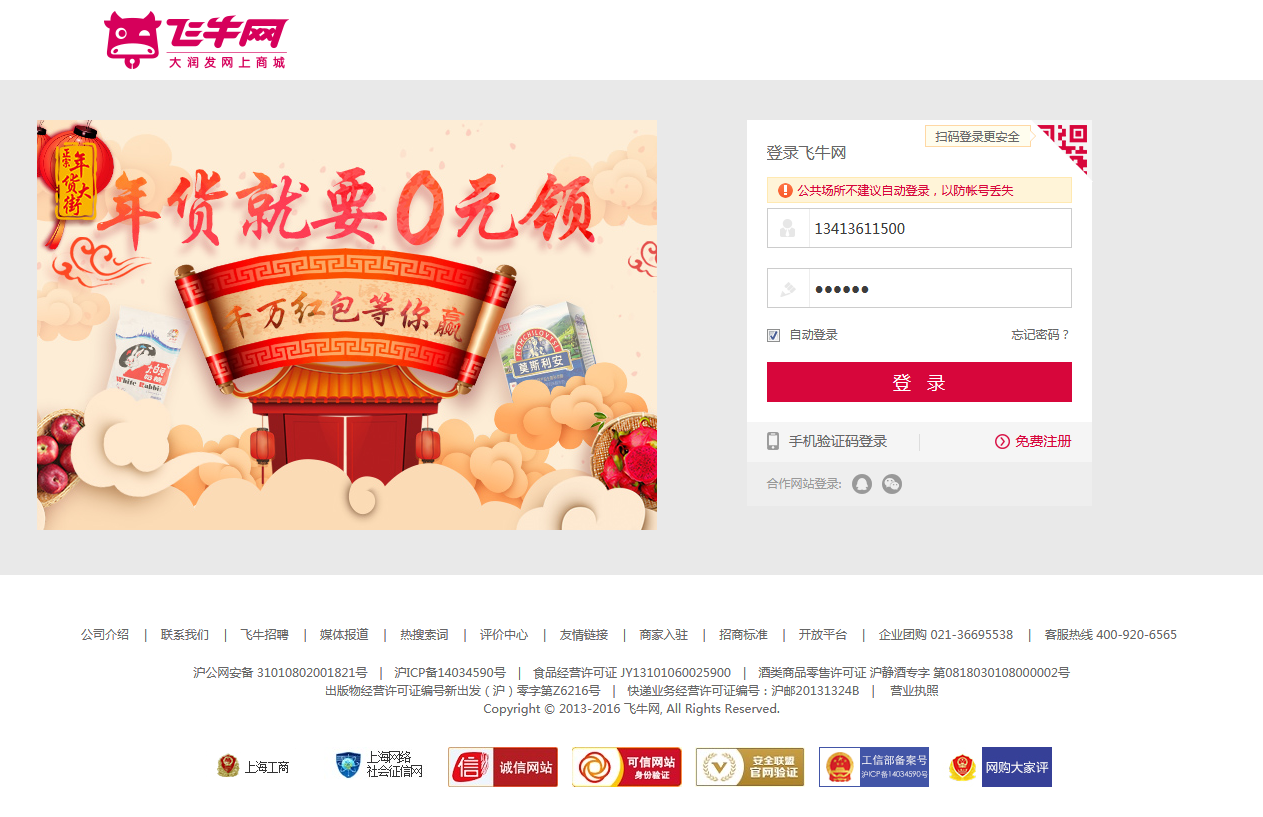 飞牛网
大润发网上商城
正宗
年货大街
年货就要0元领
千万红包等你赢
大白兔
奶糖
White Rabbit
MOMCHILOVTSI
莫斯利安
扫码登录更安全
登录飞牛网
公共场所不建议自动登录，以防帐号丢失
13413611500
自动登录
忘记密码？
登 录
手机验证码登录
免费注册
合作网站登录:
公司介绍 | 联系我们 | 飞牛招聘 | 媒体报道 | 热搜索词 | 评价中心 | 友情链接 | 商家入驻 | 招商标准 | 开放平台 | 企业团购 021-36695538 | 客服热线 400-920-6565
沪公网安备 31010802001821号 | 沪ICP备14034590号 | 食品经营许可证 JY13101060025900 | 酒类商品零售许可证 沪静酒专字 第0818030108000002号
出版物经营许可证编号新出发（沪）零字第Z6216号 | 快递业务经营许可证编号：沪邮20131324B | 营业执照
Copyright © 2013-2016 飞牛网, All Rights Reserved.
上海工商
上海网络
社会征信网
信
诚信网站
可信网站
身份验证
安全联盟
官网验证
工信部备案号
沪ICP备14034590号
网购大家评